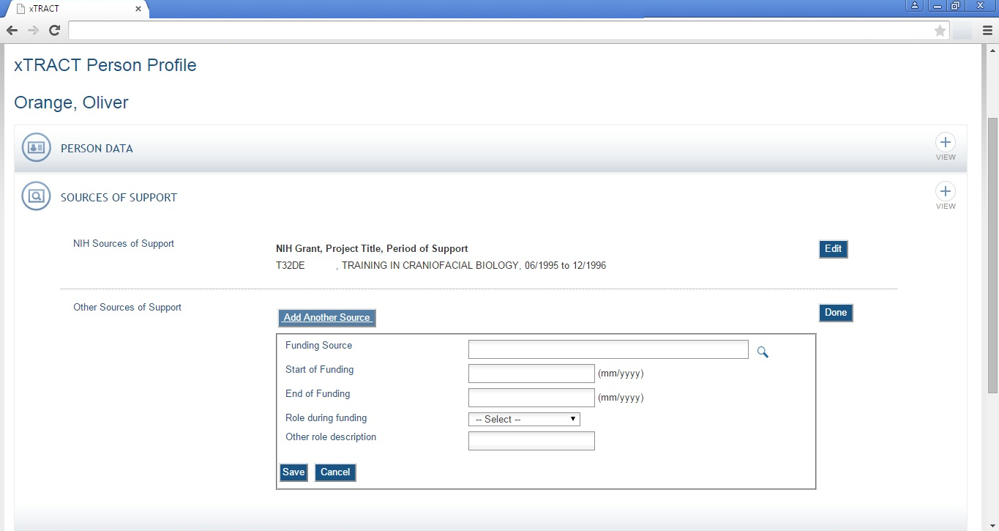 xTRACT
xTRACT Person Profile
Orange, Oliver
PERSON DATA
VIEW
SOURCES OF SUPPORT
VIEW
NIH Sources of Support
NIH Grant, Project Title, Period of Support
Edit
T32DE , TRAINING IN CRANIOFACIAL BIOLOGY, 06/1995 to 12/1996
Other Sources of Support
Add Another Source
Done
Funding Source
Start of Funding (mm/yyyy)
End of Funding (mm/yyyy)
Role during funding -- Select --
Other role description
Save Cancel